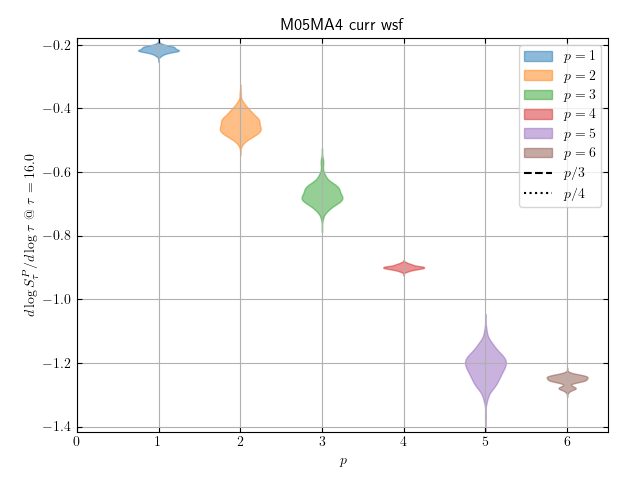 M05MA4 curr wsf
d log S_τ^P / d log τ @ τ = 16.0
−0.2
−0.4
−0.6
−0.8
−1.0
−1.2
−1.4
0 1 2 3 4 5 6
p
p = 1
p = 2
p = 3
p = 4
p = 5
p = 6
p/3
p/4